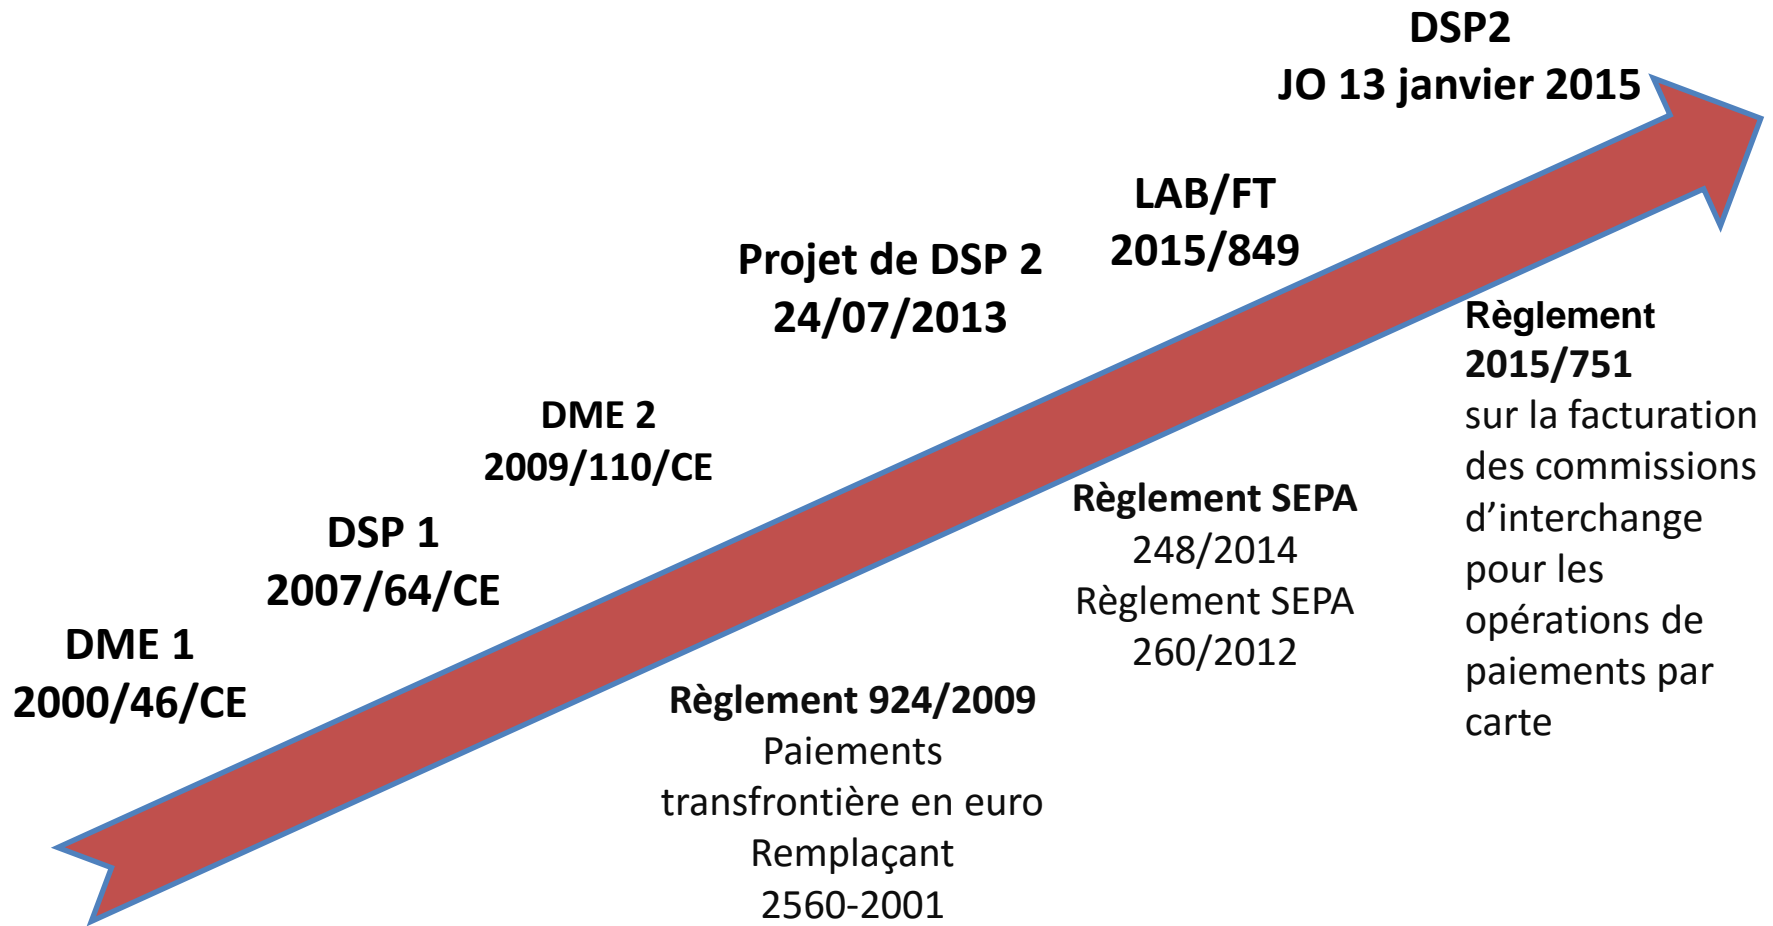 DSP2
JO 13 janvier 2015
LAB/FT
2015/849
Projet de DSP 2
24/07/2013
DME 2
2009/110/CE
DSP 1
2007/64/CE
DME 1
2000/46/CE
Règlement 924/2009
Paiements
transfrontière en euro
Remplaçant
2560-2001
Règlement SEPA
248/2014
Règlement SEPA
260/2012
Règlement
2015/751
sur la facturation
des commissions
d’interchange
pour les
opérations de
paiements par
carte